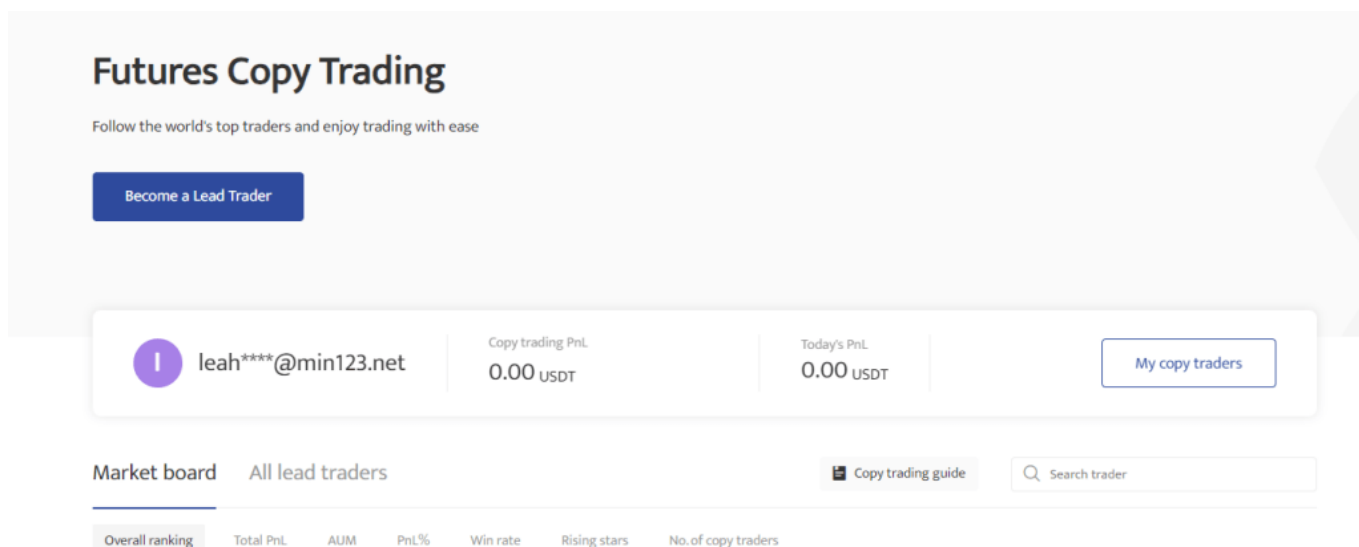 Futures Copy Trading
Follow the world's top traders and enjoy trading with ease
Become a Lead Trader
l
leah****@min123.net
Copy trading PnL
0.00 USDT
Today's PnL
0.00 USDT
My copy traders
Market board All lead traders
Copy trading guide
Search trader
Overall ranking Total PnL AUM PnL% Win rate Rising stars No. of copy traders